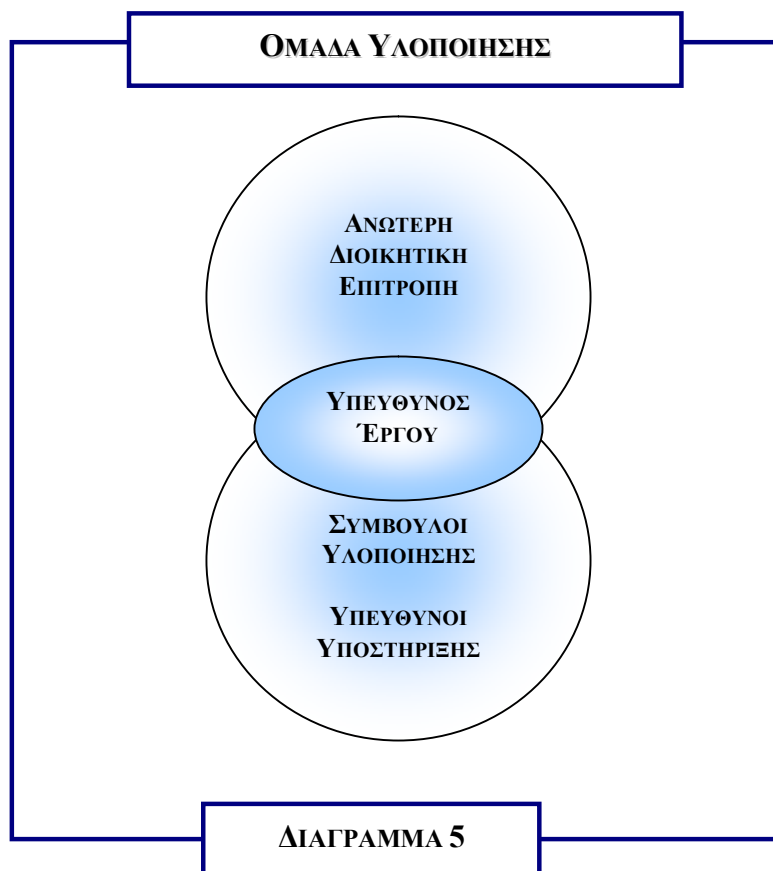 ΟΜΑΔΑ ΥΛΟΠΟΙΗΣΗΣ
ΑΝΩΤΕΡΗ
ΔΙΟΙΚΗΤΙΚΗ
ΕΠΙΤΡΟΠΗ
ΥΠΕΥΘΥΝΟΣ
ΈΡΓΟΥ
ΣΥΜΒΟΥΛΟΙ
ΥΛΟΠΟΙΗΣΗΣ
ΥΠΕΥΘΥΝΟΙ
ΥΠΟΣΤΗΡΙΞΗΣ
ΔΙΑΓΡΑΜΜΑ 5